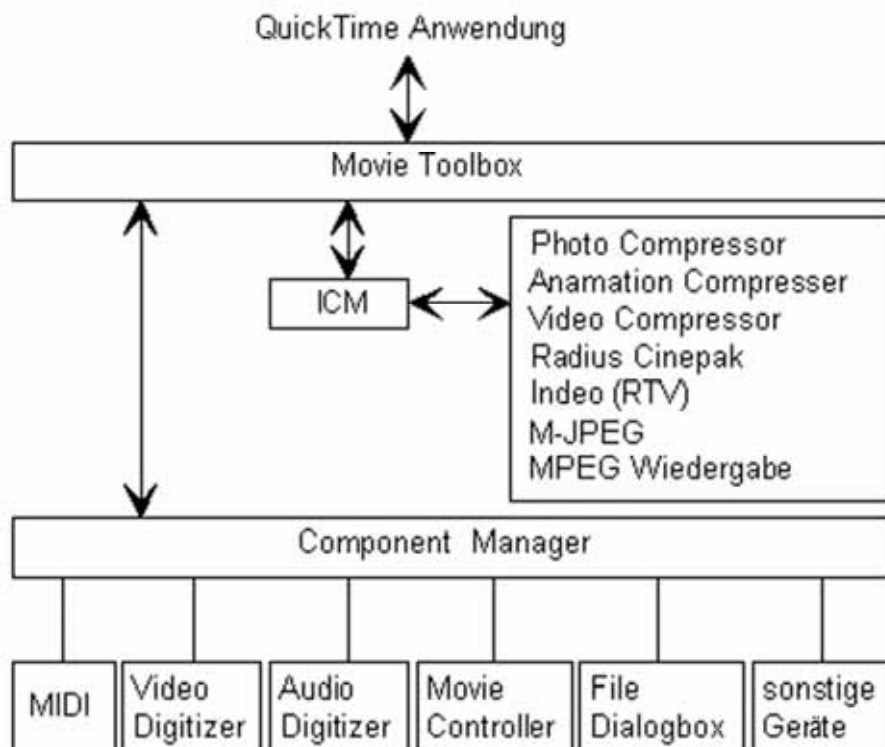 QuickTime Anwendung
Movie Toolbox
ICM
Photo Compressor
Anamation Compresser
Video Compressor
Radius Cinepak
Indeo (RTV)
M-JPEG
MPEG Wiedergabe
Component Manager
MIDI
Video
Digitizer
Audio
Digitizer
Movie
Controller
File
Dialogbox
sonstige
Geräte